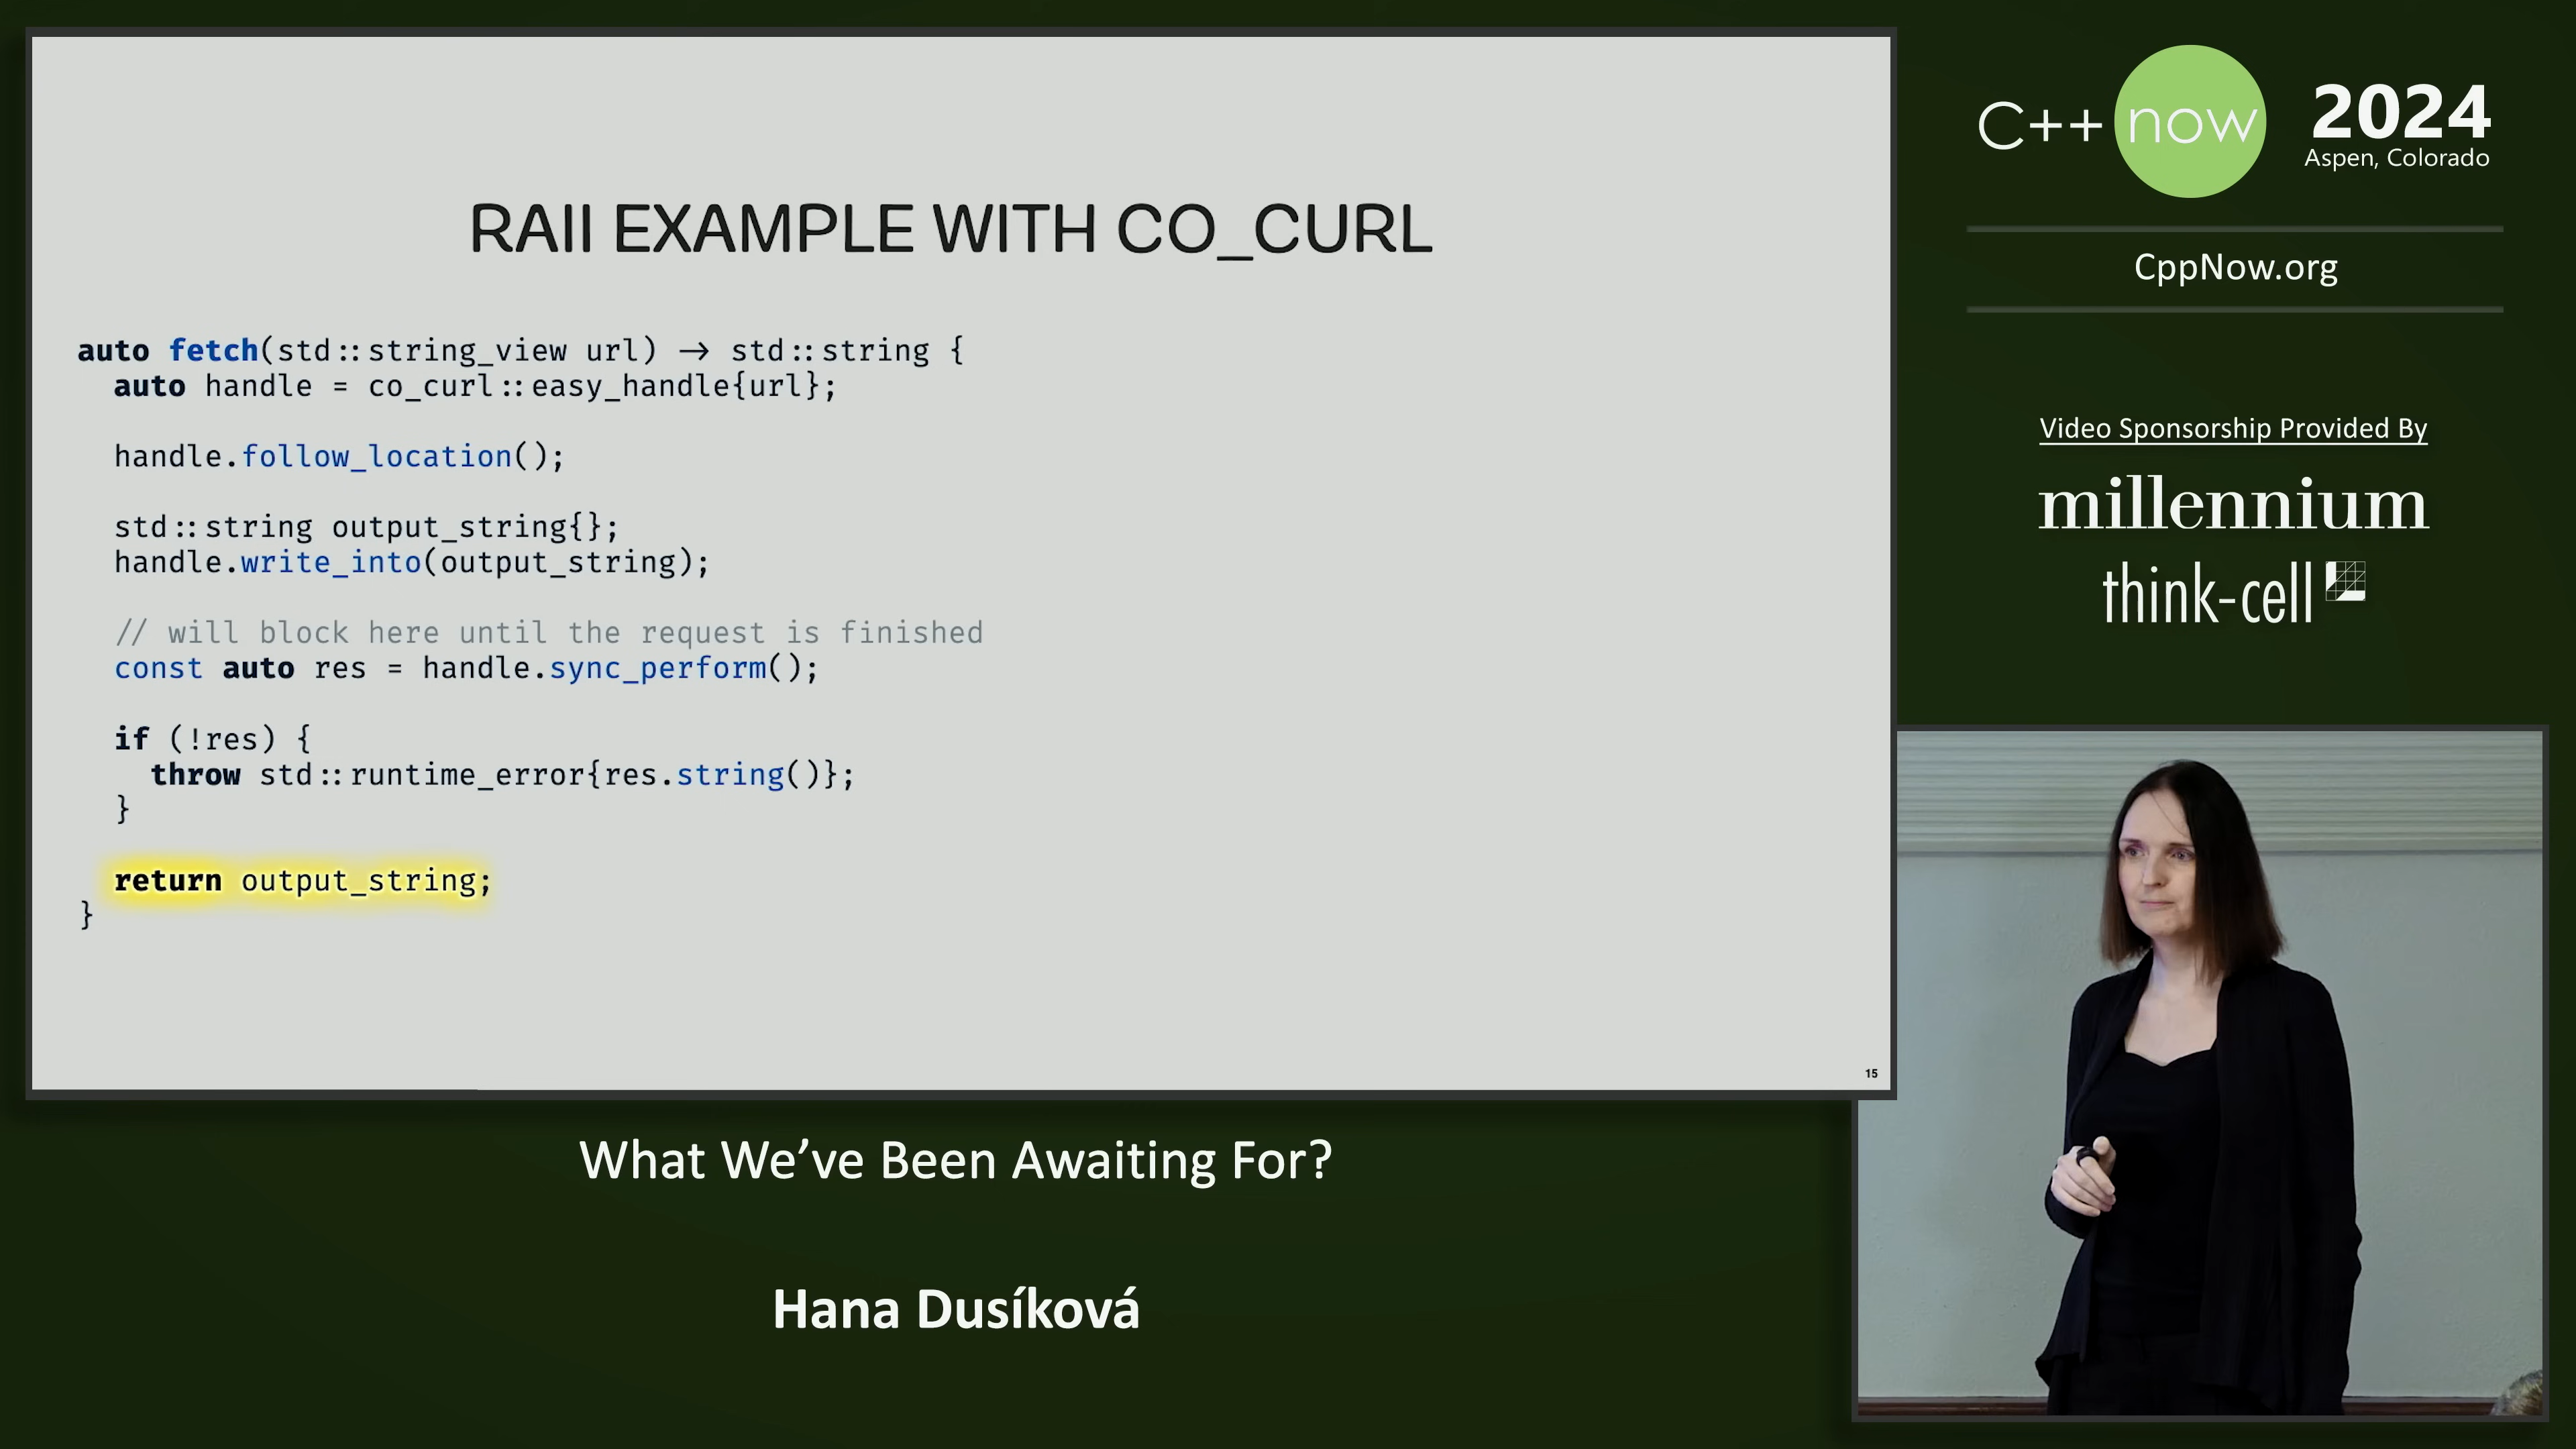 RAII EXAMPLE WITH CO_CURL
auto fetch(std::string_view url) → std::string {
auto handle = co_curl::easy_handle{url};
handle.follow_location();
std::string output_string{};
handle.write_into(output_string);
// will block here until the request is finished
const auto res = handle.sync_perform();
if (!res) {
throw std::runtime_error{res.string()};
}
return output_string;
}
15
C++ now
2024
Aspen, Colorado
CppNow.org
Video Sponsorship Provided By
millennium
think-cell
What We’ve Been Awaiting For?
Hana Dusíková